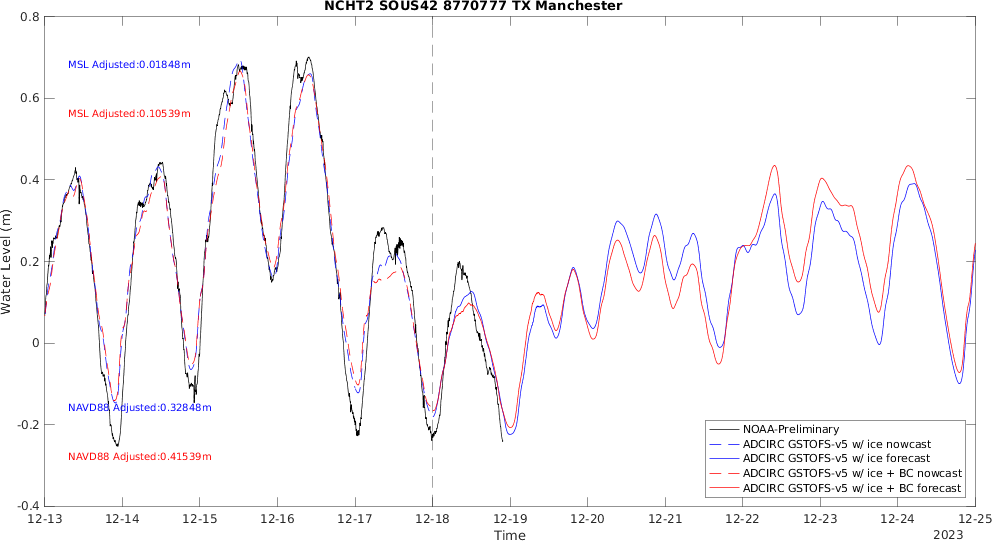 NCHT2 SOUS42 8770777 TX Manchester
0.8
0.6
0.4
0.2
0
-0.2
-0.4
Water Level (m)
MSL Adjusted:0.01848m
MSL Adjusted:0.10539m
NAVD88 Adjusted:0.32848m
NAVD88 Adjusted:0.41539m
NOAA-Preliminary
ADCIRC GSTOFS-v5 w/ ice nowcast
ADCIRC GSTOFS-v5 w/ ice forecast
ADCIRC GSTOFS-v5 w/ ice + BC nowcast
ADCIRC GSTOFS-v5 w/ ice + BC forecast
12-13 12-14 12-15 12-16 12-17 12-18 12-19 12-20 12-21 12-22 12-23 12-24 12-25
Time
2023